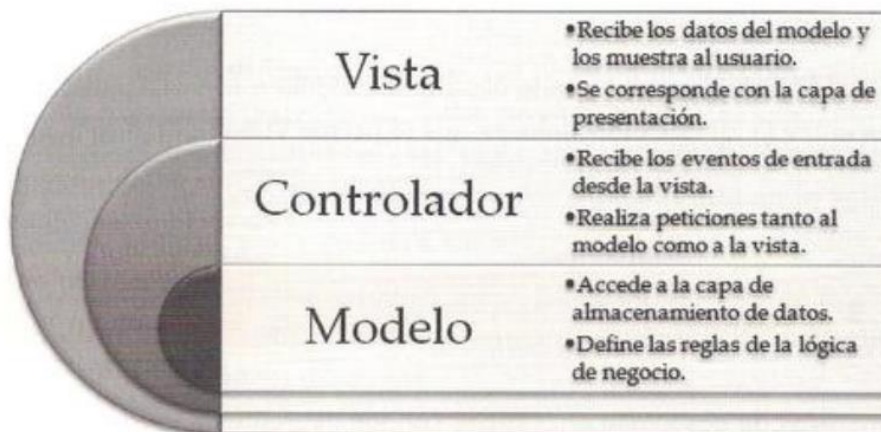 Vista
•Recibe los datos del modelo y
los muestra al usuario.
•Se corresponde con la capa de
presentación.
Controlador
•Recibe los eventos de entrada
desde la vista.
•Realiza peticiones tanto al
modelo como a la vista.
Modelo
•Accede a la capa de
almacenamiento de datos.
•Define las reglas de la lógica
de negocio.